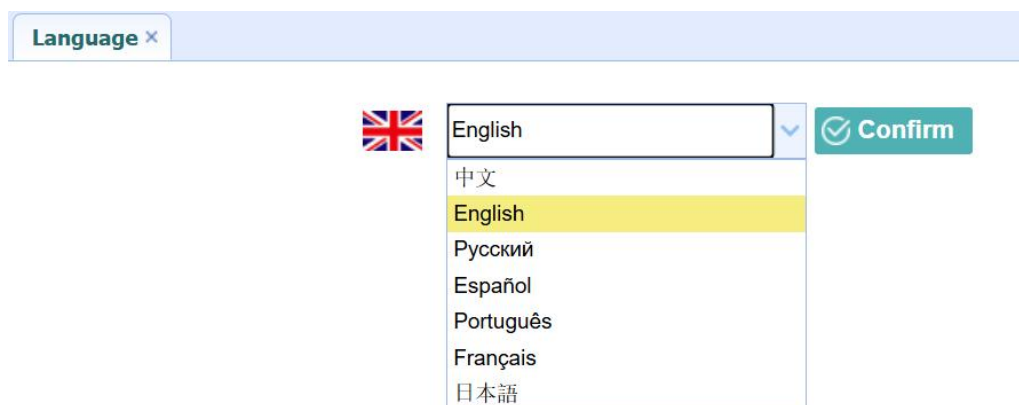 Language ×
English
Confirm
中文
English
Русский
Español
Português
Français
日本語